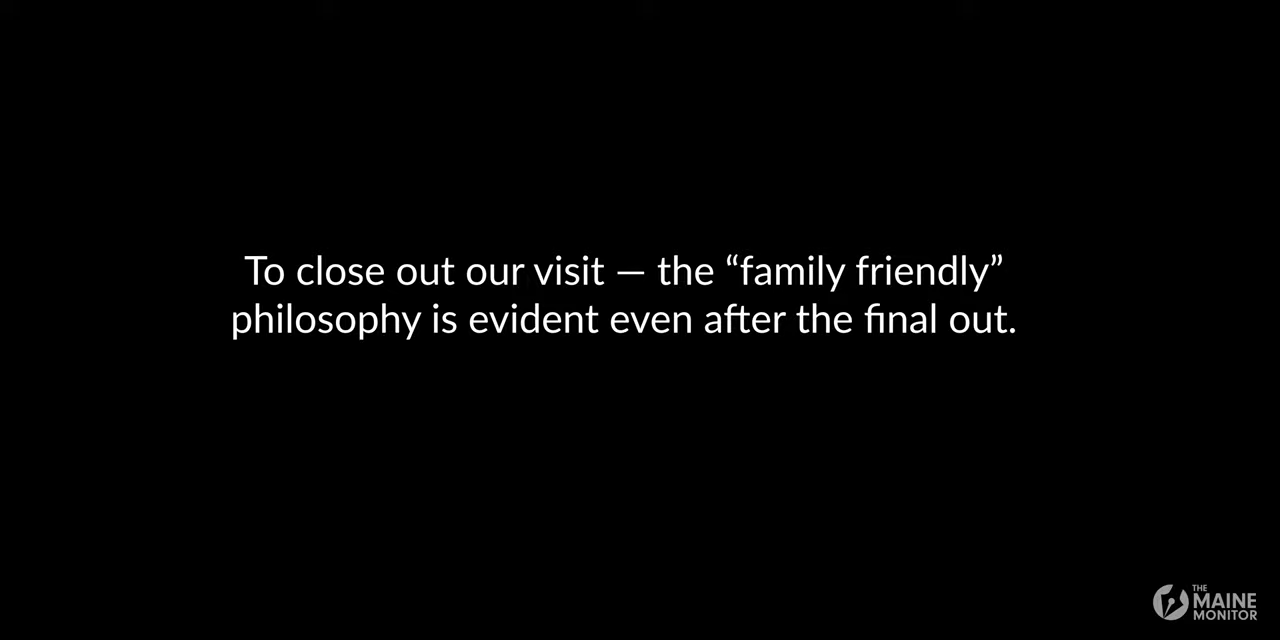 To close out our visit — the “family friendly”
philosophy is evident even after the final out.
THE
MAINE
MONITOR